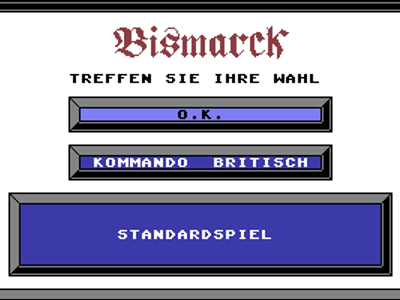 Bismarck
TREFFEN SIE IHRE WAHL
O.K.
KOMMANDO BRITISCH
STANDARDSPIEL